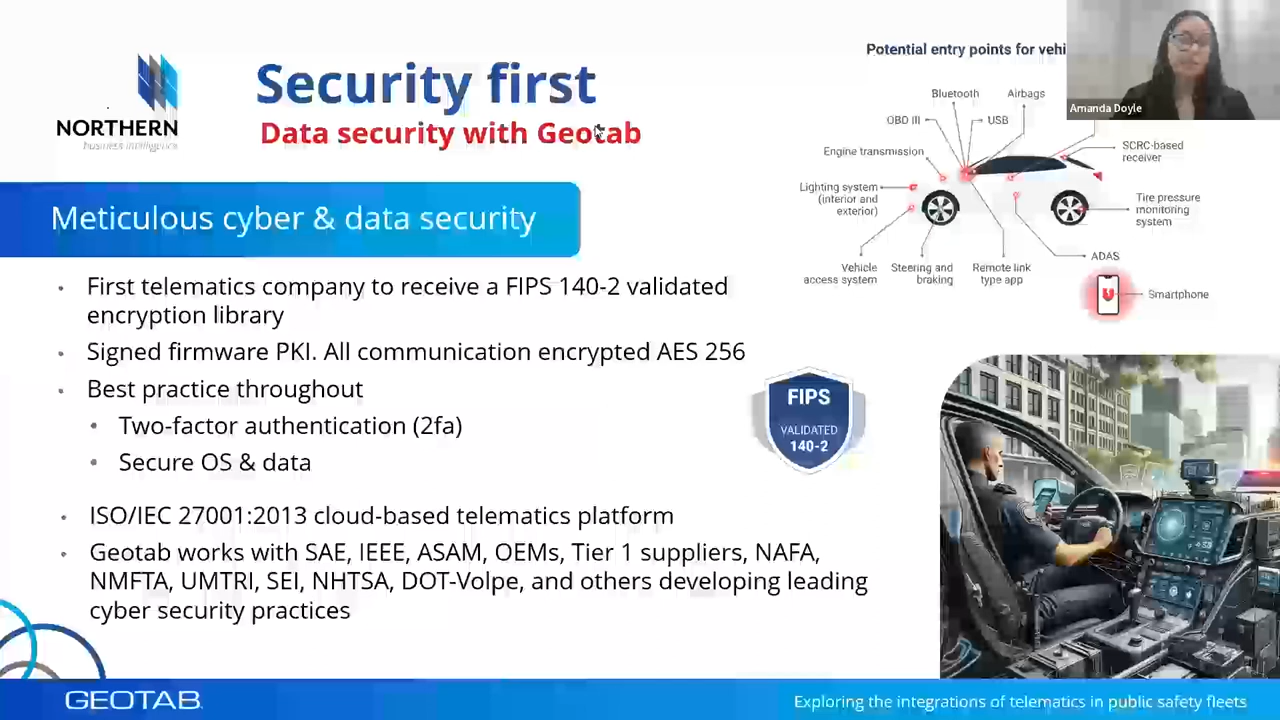 NORTHERN
business intelligence
Security first
Data security with Geotab
Meticulous cyber & data security
First telematics company to receive a FIPS 140-2 validated
encryption library
Signed firmware PKI. All communication encrypted AES 256
Best practice throughout
Two-factor authentication (2fa)
Secure OS & data
ISO/IEC 27001:2013 cloud-based telematics platform
Geotab works with SAE, IEEE, ASAM, OEMs, Tier 1 suppliers, NAFA,
NMFTA, UMTRI, SEI, NHTSA, DOT-Volpe, and others developing leading
cyber security practices
FIPS
VALIDATED
140-2
Potential entry points for vehi
Bluetooth
Airbags
OBD III
USB
Engine transmission
SCRC-based
receiver
Lighting system
(interior and
exterior)
Tire pressure
monitoring
system
Vehicle
access system
Steering and
braking
Remote link
type app
ADAS
Smartphone
Amanda Doyle
GEOTAB
Exploring the integrations of telematics in public safety fleets